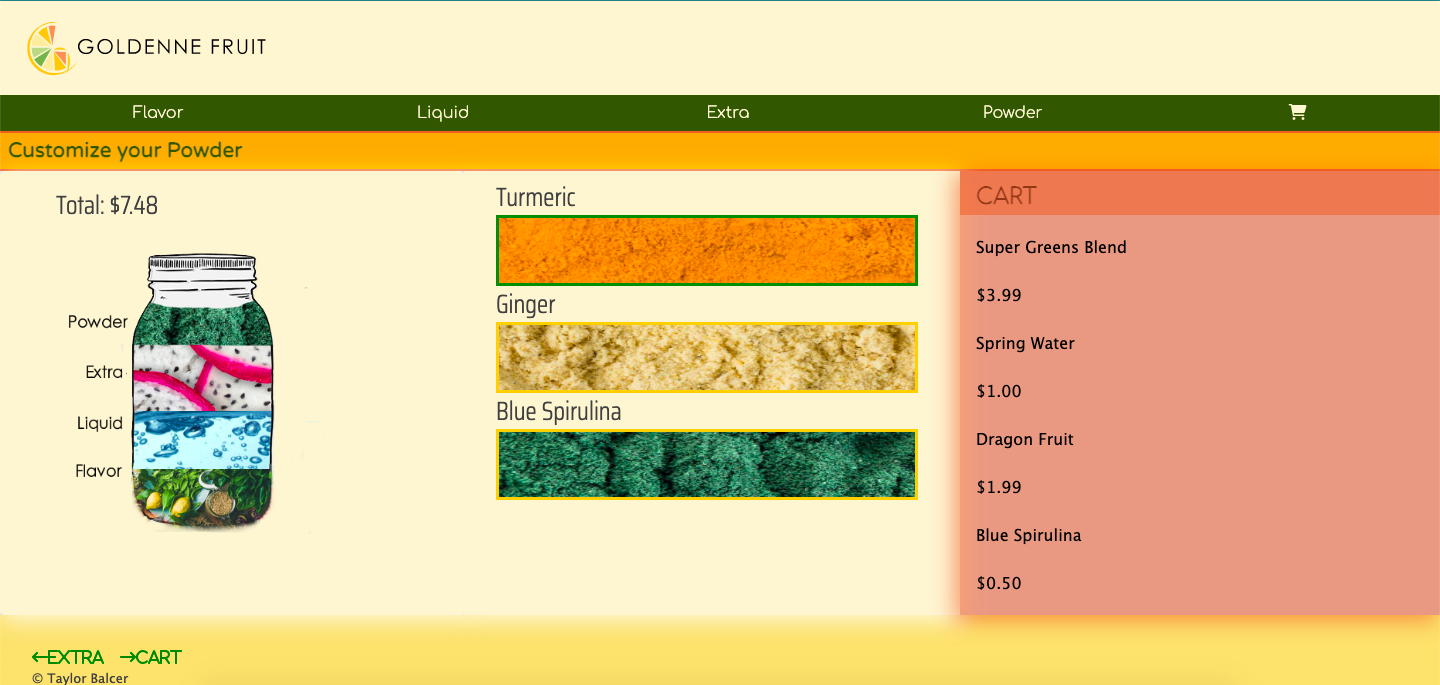 GOLDENNE FRUIT
Flavor Liquid Extra Powder
Customize your Powder
Total: $7.48
Powder
Extra
Liquid
Flavor
Turmeric
Ginger
Blue Spirulina
CART
Super Greens Blend
$3.99
Spring Water
$1.00
Dragon Fruit
$1.99
Blue Spirulina
$0.50
←EXTRA →CART
© Taylor Balcer